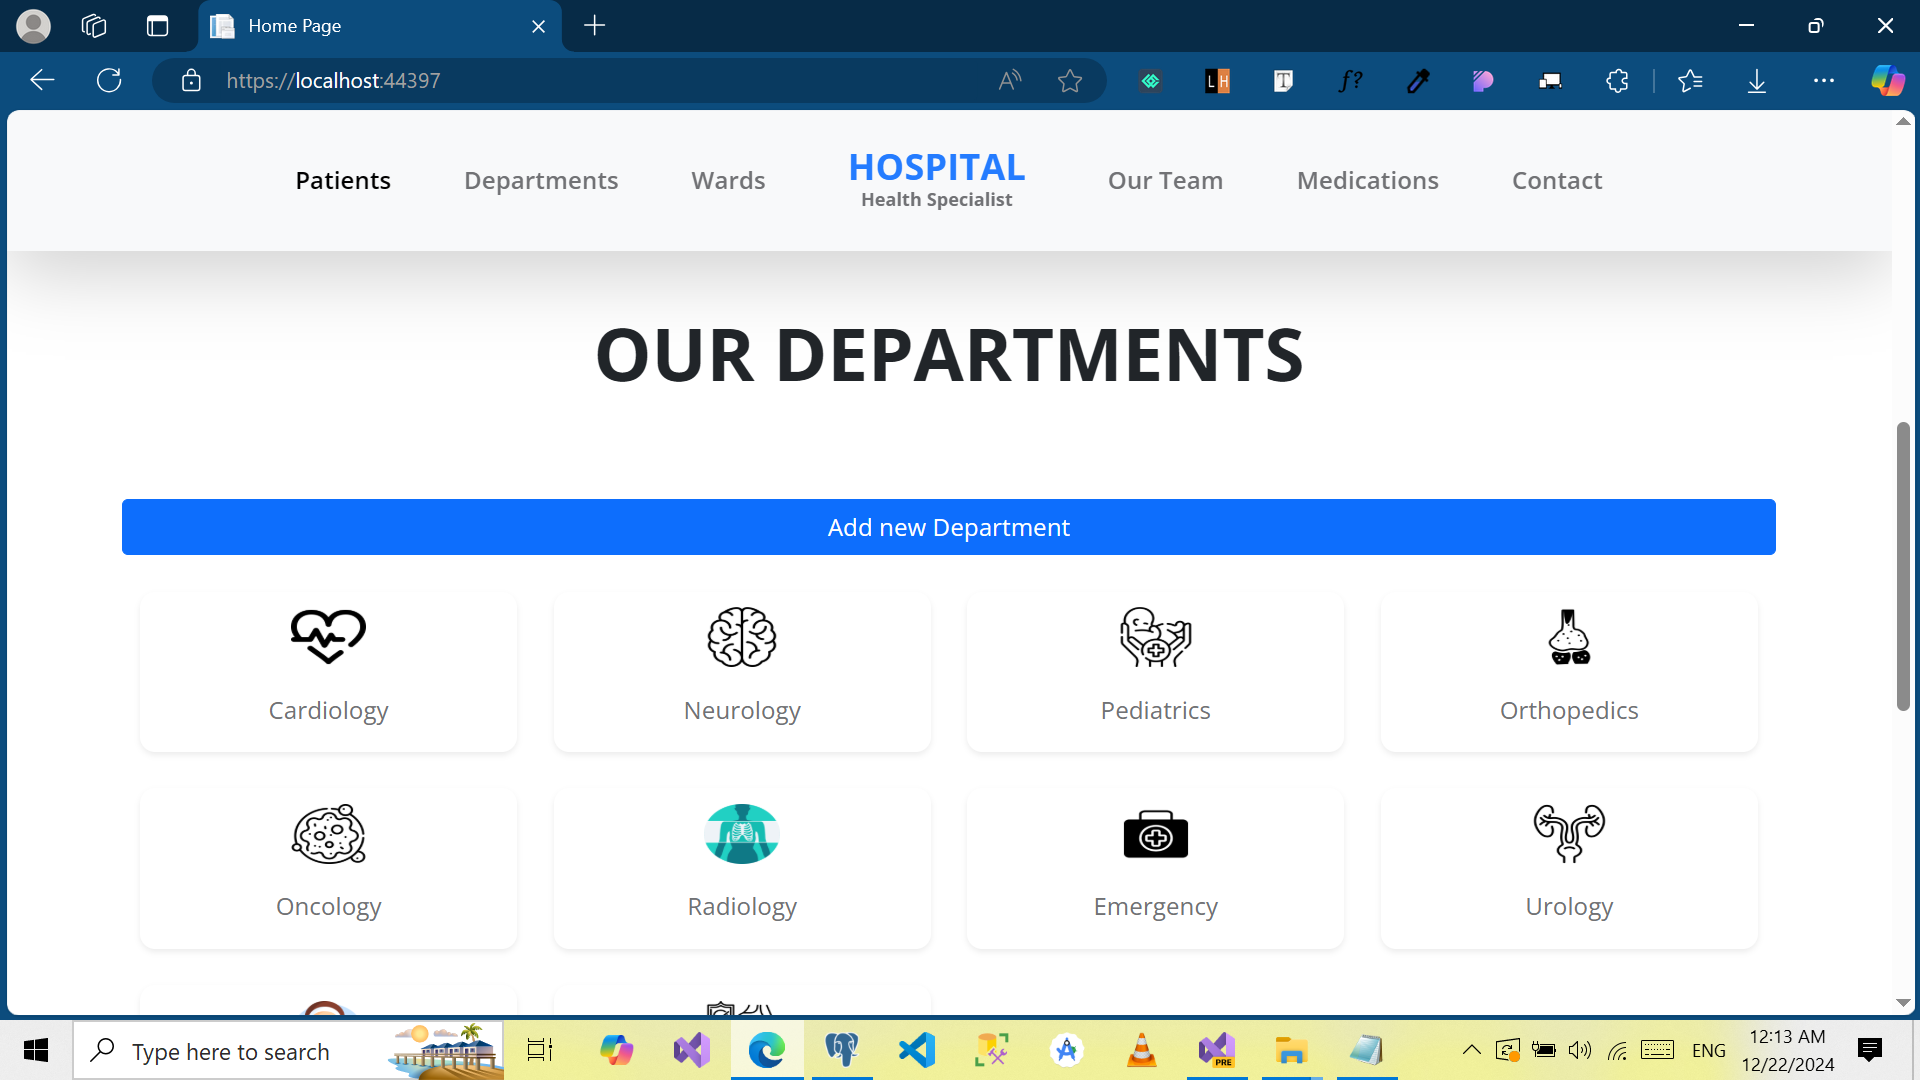 Home Page
https://localhost:44397
LH
T
f?
Patients
Departments
Wards
HOSPITAL
Health Specialist
Our Team
Medications
Contact
OUR DEPARTMENTS
Add new Department
Cardiology
Neurology
Pediatrics
Orthopedics
Oncology
Radiology
Emergency
Urology
Type here to search
PRE
ENG
12:13 AM
12/22/2024